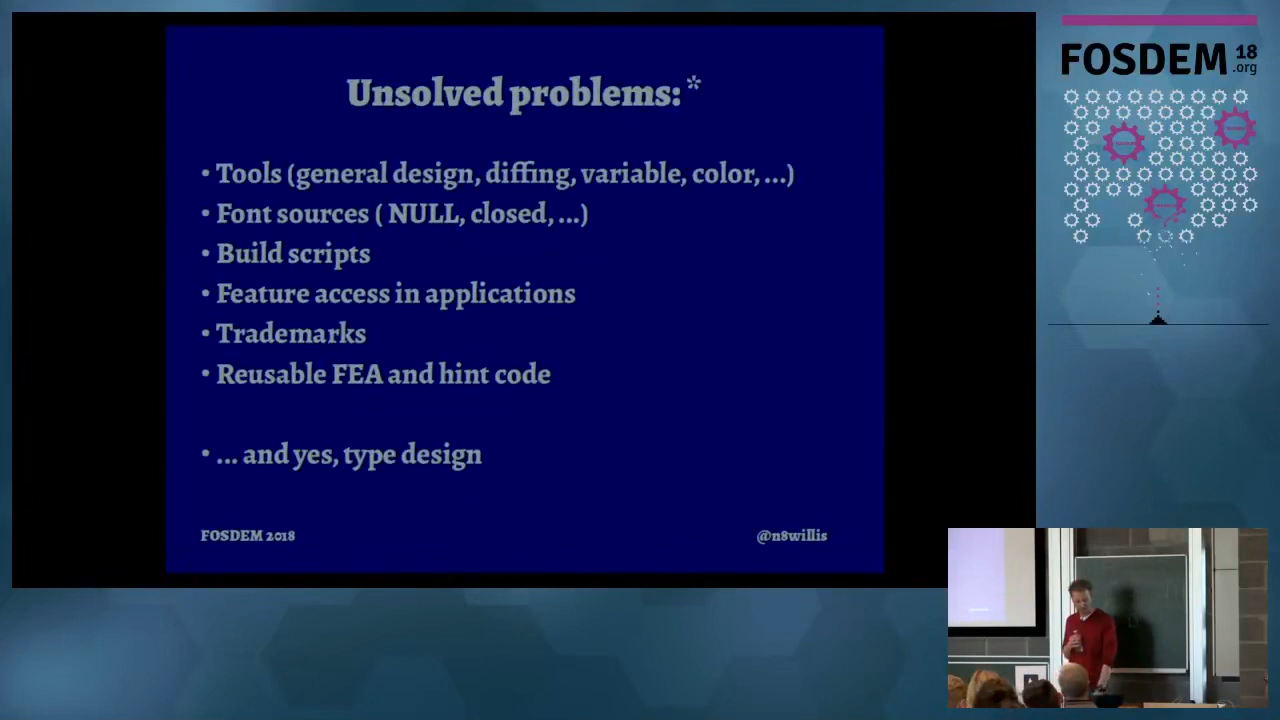 Unsolved problems: *
• Tools (general design, diffing, variable, color, ...)
• Font sources ( NULL, closed, ...)
• Build scripts
• Feature access in applications
• Trademarks
• Reusable FEA and hint code
• ... and yes, type design
FOSDEM 2018
@n8willis
FOSDEM 18
.org